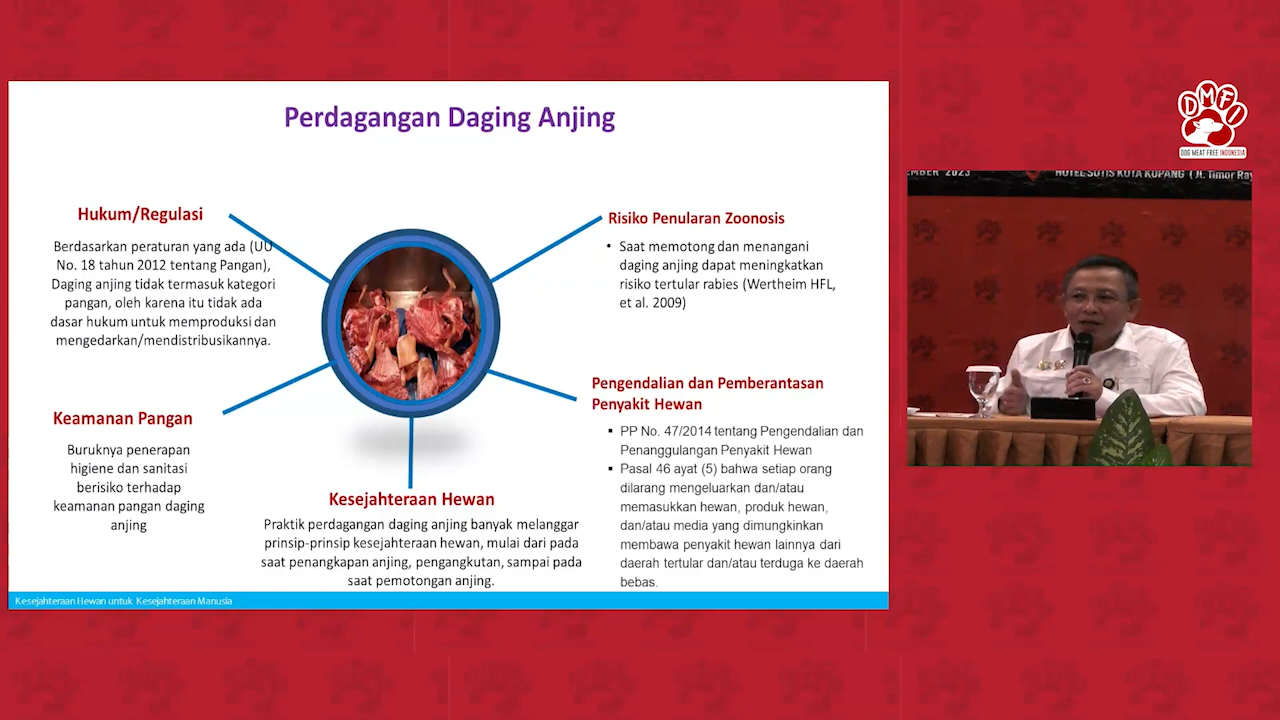 Perdagangan Daging Anjing
Hukum/Regulasi
Berdasarkan peraturan yang ada (UU
No. 18 tahun 2012 tentang Pangan),
Daging anjing tidak termasuk kategori
pangan, oleh karena itu tidak ada
dasar hukum untuk memproduksi dan
mengedarkan/mendistribusikannya.
Keamanan Pangan
Buruknya penerapan
higiene dan sanitasi
berisiko terhadap
keamanan pangan daging
anjing
Kesejahteraan Hewan
Praktik perdagangan daging anjing banyak melanggar
prinsip-prinsip kesejahteraan hewan, mulai dari pada
saat penangkapan anjing, pengangkutan, sampai pada
saat pemotongan anjing.
Risiko Penularan Zoonosis
• Saat memotong dan menangani
daging anjing dapat meningkatkan
risiko tertular rabies (Wertheim HFL,
et al. 2009)
Pengendalian dan Pemberantasan
Penyakit Hewan
▪ PP No. 47/2014 tentang Pengendalian dan
Penanggulangan Penyakit Hewan
▪ Pasal 46 ayat (5) bahwa setiap orang
dilarang mengeluarkan dan/atau
memasukkan hewan, produk hewan,
dan/atau media yang dimungkinkan
membawa penyakit hewan lainnya dari
daerah tertular dan/atau terduga ke daerah
bebas.
Kesejahteraan Hewan untuk Kesejahteraan Manusia
DMFI
DOG MEAT FREE INDONESIA
EMBER 2023
HOTEL SOTIS KOTA KUPANG ( JL. Timor Ray